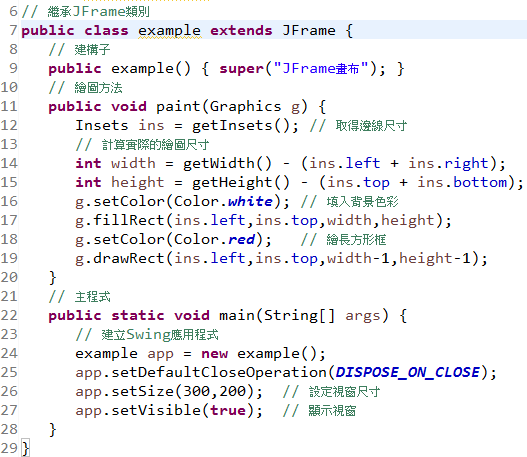 6 // 繼承JFrame類別
7 public class example extends JFrame {
8 // 建構子
9 public example() { super("JFrame畫布"); }
10 // 繪圖方法
11 public void paint(Graphics g) {
12 Insets ins = getInsets(); // 取得邊線尺寸
13 // 計算實際的繪圖尺寸
14 int width = getWidth() - (ins.left + ins.right);
15 int height = getHeight() - (ins.top + ins.bottom);
16 g.setColor(Color.white); // 填入背景色彩
17 g.fillRect(ins.left,ins.top,width,height);
18 g.setColor(Color.red); // 繪長方形框
19 g.drawRect(ins.left,ins.top,width-1,height-1);
20 }
21 // 主程式
22 public static void main(String[] args) {
23 // 建立Swing應用程式
24 example app = new example();
25 app.setDefaultCloseOperation(DISPOSE_ON_CLOSE);
26 app.setSize(300,200); // 設定視窗尺寸
27 app.setVisible(true); // 顯示視窗
28 }
29 }